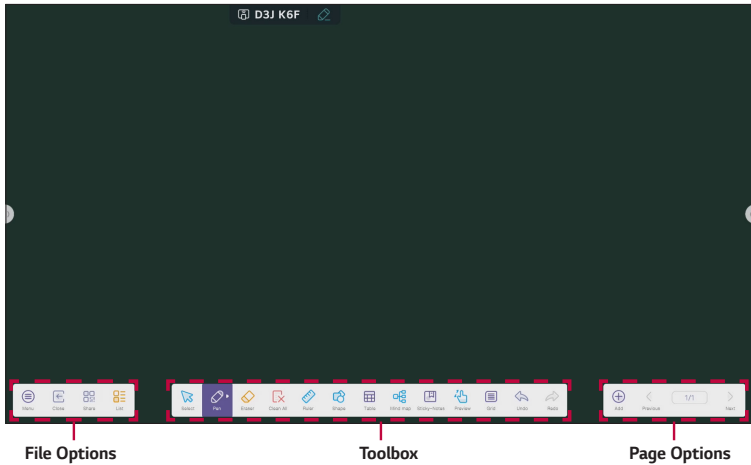 D3J K6F
Menu Close Share List
Select Pen Eraser Clean All Ruler Shape Table Mind map Sticky-Notes Preview Grid Undo Redo
Add Previous 1/1 Next
File Options Toolbox Page Options